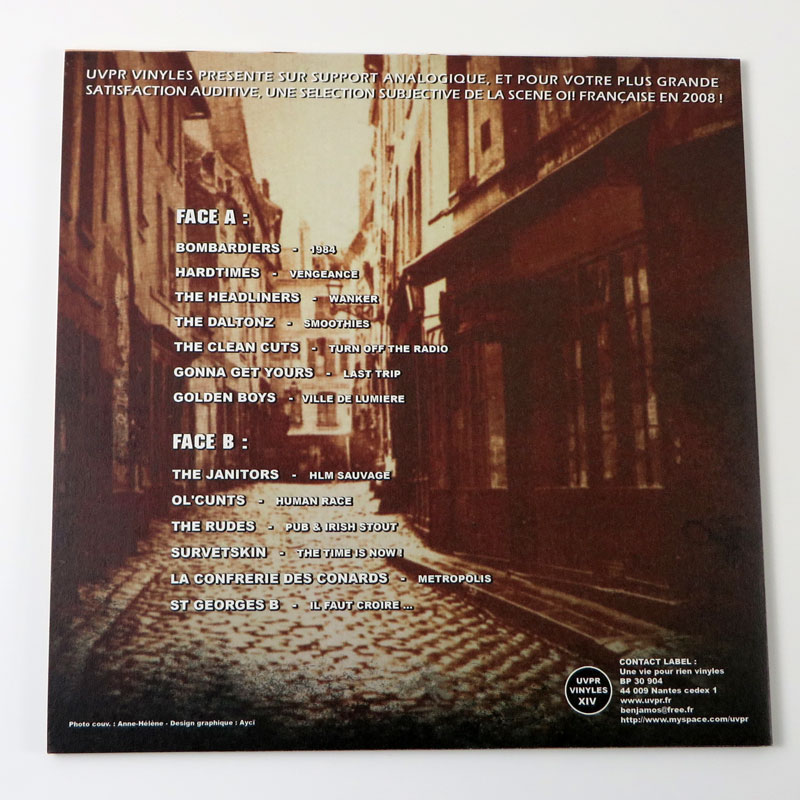 UVPR VINYLES PRESENTE SUR SUPPORT ANALOGIQUE, ET POUR VOTRE PLUS GRANDE
SATISFACTION AUDITIVE, UNE SELECTION SUBJECTIVE DE LA SCENE OI! FRANÇAISE EN 2008 !
FACE A :
BOMBARDIERS - 1984
HARDTIMES - VENGEANCE
THE HEADLINERS - WANKER
THE DALTONZ - SMOOTHIES
THE CLEAN CUTS - TURN OFF THE RADIO
GONNA GET YOURS - LAST TRIP
GOLDEN BOYS - VILLE DE LUMIERE
FACE B :
THE JANITORS - HLM SAUVAGE
OL'CUNTS - HUMAN RACE
THE RUDES - PUB & IRISH STOUT
SURVETSKIN - THE TIME IS NOW !
LA CONFRERIE DES CONARDS - METROPOLIS
ST GEORGES B - IL FAUT CROIRE ...
UVPR
VINYLES
XIV
CONTACT LABEL :
Une vie pour rien vinyles
BP 30 904
44 009 Nantes cedex 1
www.uvpr.fr
benjamos@free.fr
http://www.myspace.com/uvpr
Photo couv. : Anne-Hélène - Design graphique : Ayci